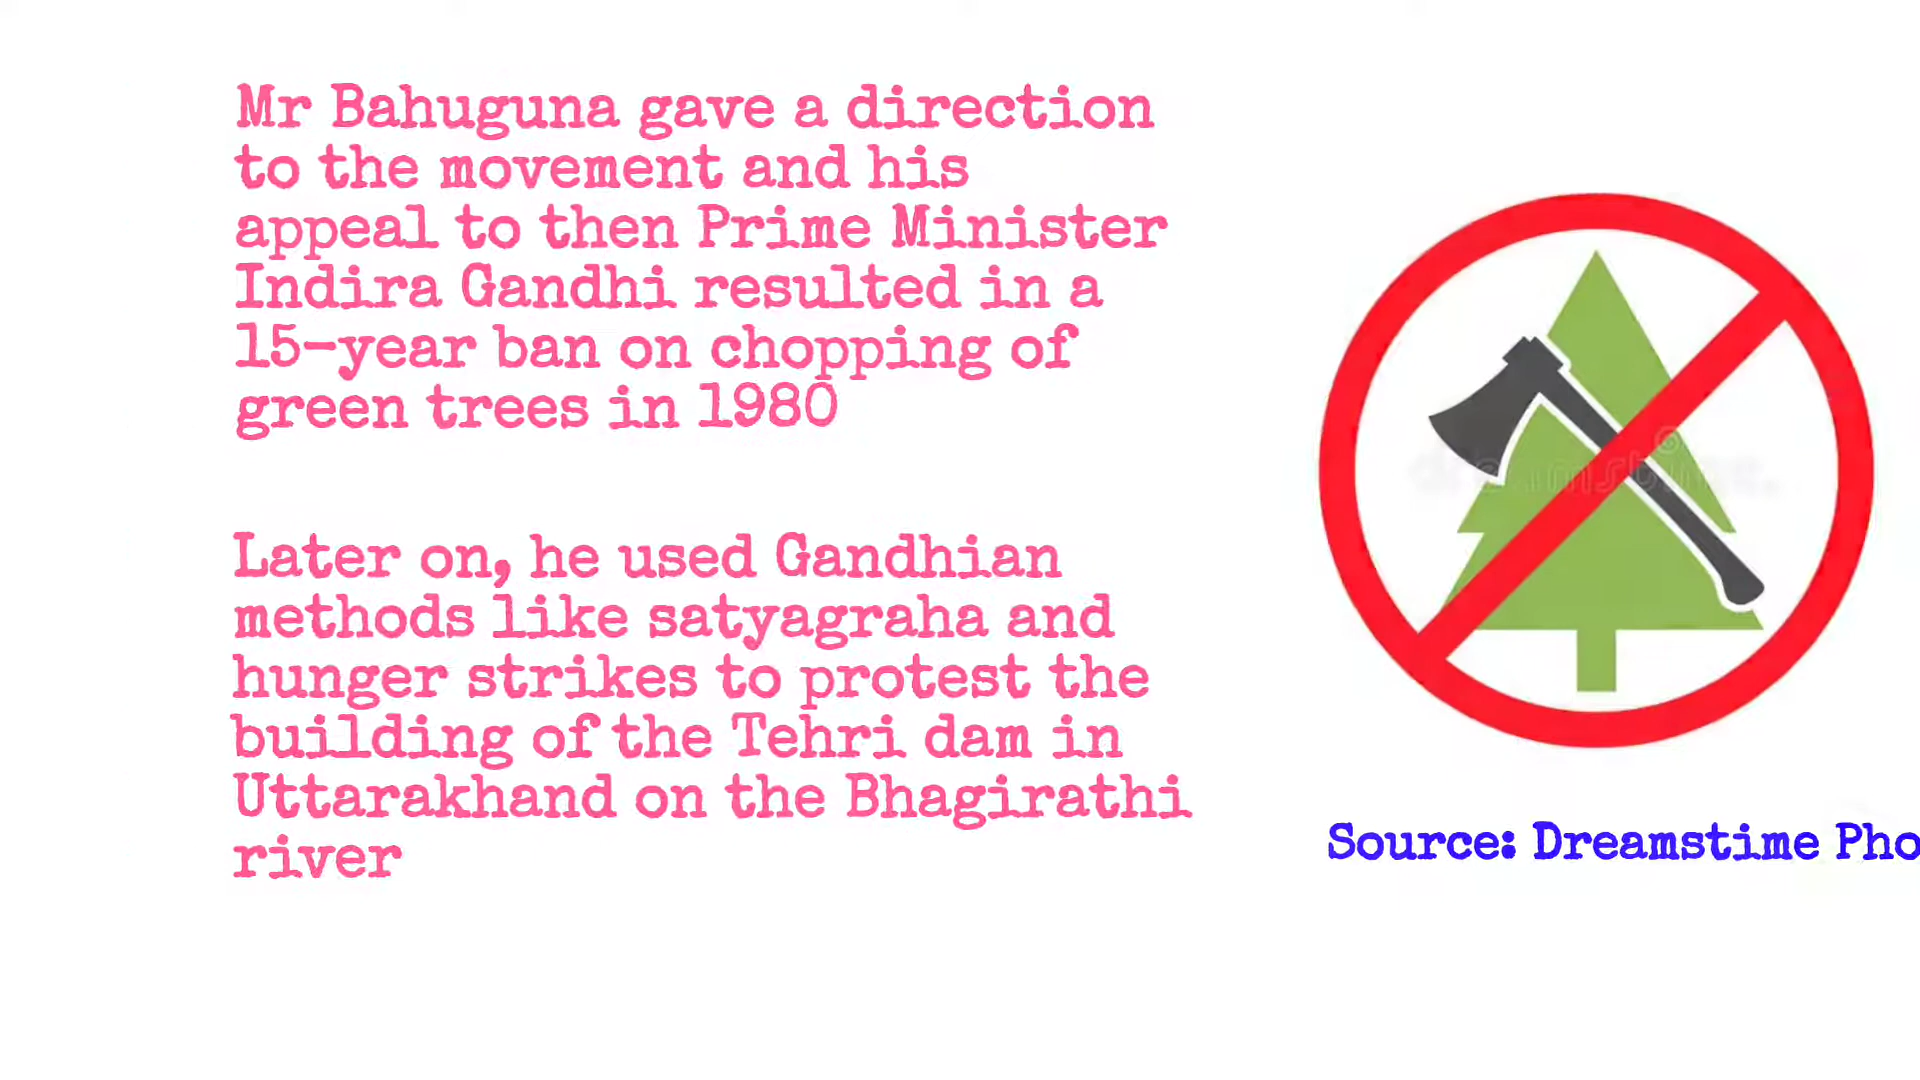 Mr Bahuguna gave a direction
to the movement and his
appeal to then Prime Minister
Indira Gandhi resulted in a
15-year ban on chopping of
green trees in 1980
Later on, he used Gandhian
methods like satyagraha and
hunger strikes to protest the
building of the Tehri dam in
Uttarakhand on the Bhagirathi
river
dreamstime.
Source: Dreamstime Pho